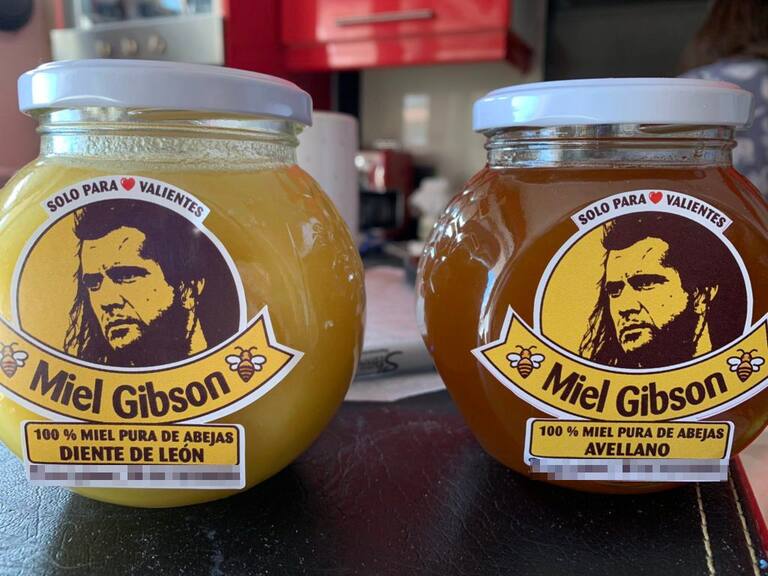 SOLO PARA ❤ VALIENTES
Miel Gibson
100 % MIEL PURA DE ABEJAS
DIENTE DE LEÓN
SOLO PARA ❤ VALIENTES
Miel Gibson
100 % MIEL PURA DE ABEJAS
AVELLANO